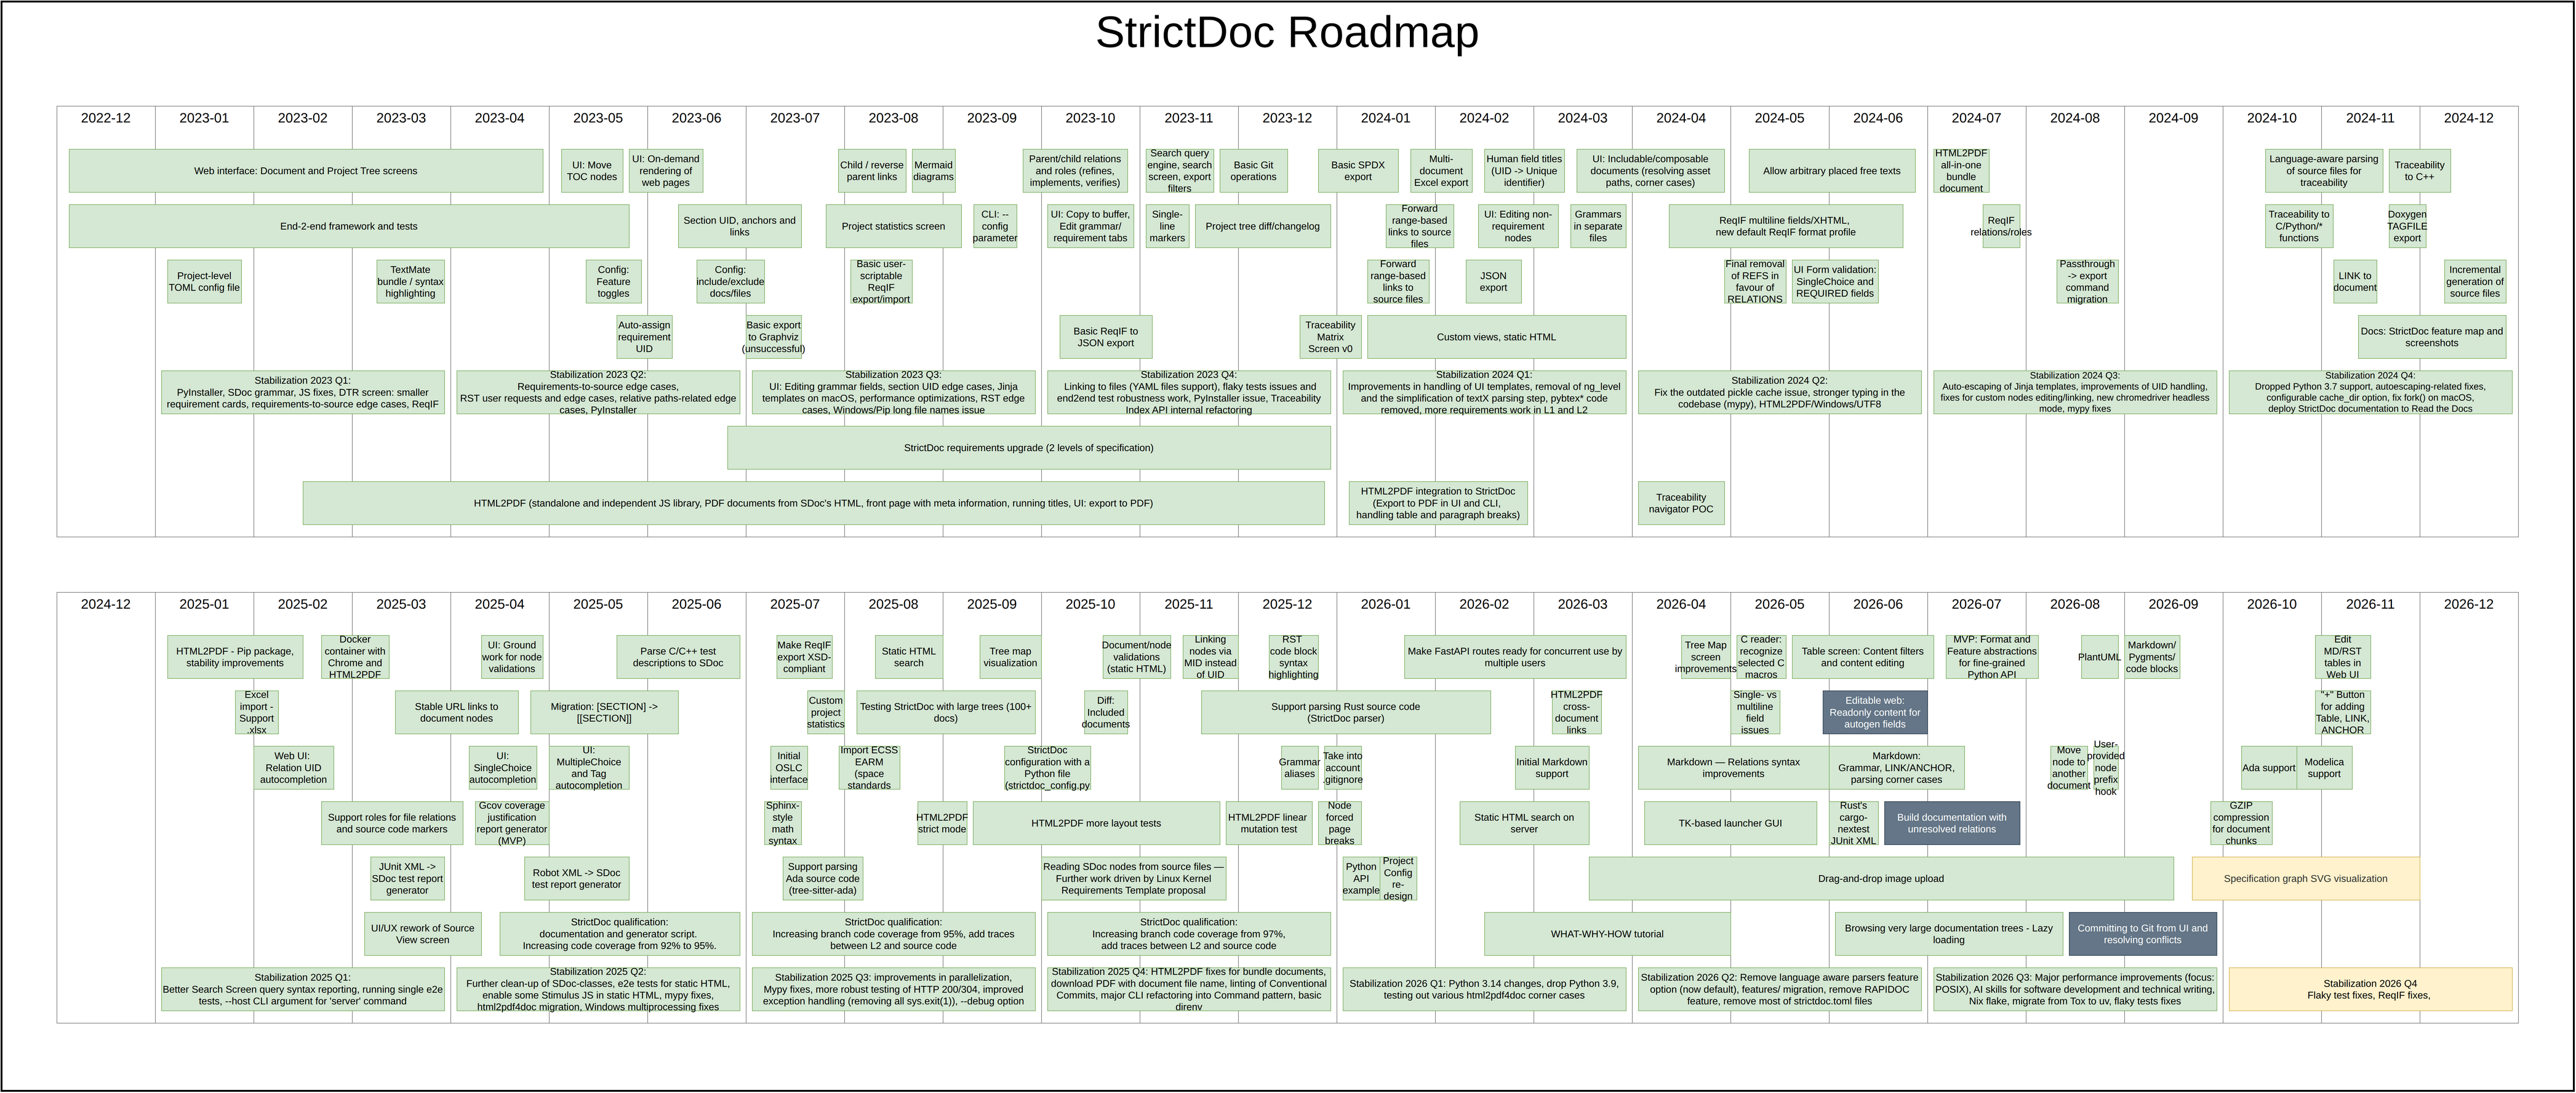 StrictDoc Roadmap
2022-12
2023-01
2023-02
2023-03
2023-04
2023-05
2023-06
2023-07
2023-08
2023-09
2023-10
2023-11
2023-12
2024-01
2024-02
2024-03
2024-04
2024-05
2024-06
2024-07
2024-08
2024-09
2024-10
2024-11
2024-12
Web interface: Document and Project Tree screens
UI: Move
TOC nodes
UI: On-demand
rendering of
web pages
Child / reverse
parent links
Mermaid
diagrams
Parent/child relations
and roles (refines,
implements, verifies)
Search query
engine, search
screen, export
filters
Basic Git
operations
Basic SPDX
export
Multi-
document
Excel export
Human field titles
(UID -> Unique
identifier)
UI: Includable/composable
documents (resolving asset
paths, corner cases)
Allow arbitrary placed free texts
HTML2PDF
all-in-one
bundle
document
Language-aware parsing
of source files for
traceability
Traceability
to C++
End-2-end framework and tests
Section UID, anchors and
links
Project statistics screen
CLI: --
config
parameter
UI: Copy to buffer,
Edit grammar/
requirement tabs
Single-
line
markers
Project tree diff/changelog
Forward
range-based
links to source
files
UI: Editing non-
requirement
nodes
Grammars
in separate
files
ReqIF multiline fields/XHTML,
new default ReqIF format profile
ReqIF
relations/roles
Traceability to
C/Python/*
functions
Doxygen
TAGFILE
export
Project-level
TOML config file
TextMate
bundle / syntax
highlighting
Config:
Feature
toggles
Config:
include/exclude
docs/files
Basic user-
scriptable
ReqIF
export/import
Forward
range-based
links to
source files
JSON
export
Final removal
of REFS in
favour of
RELATIONS
UI Form validation:
SingleChoice and
REQUIRED fields
Passthrough
-> export
command
migration
LINK to
document
Incremental
generation of
source files
Auto-assign
requirement
UID
Basic export
to Graphviz
(unsuccessful)
Basic ReqIF to
JSON export
Traceability
Matrix
Screen v0
Custom views, static HTML
Docs: StrictDoc feature map and
screenshots
Stabilization 2023 Q1:
PyInstaller, SDoc grammar, JS fixes, DTR screen: smaller
requirement cards, requirements-to-source edge cases, ReqIF
Stabilization 2023 Q2:
Requirements-to-source edge cases,
RST user requests and edge cases, relative paths-related edge
cases, PyInstaller
Stabilization 2023 Q3:
UI: Editing grammar fields, section UID edge cases, Jinja
templates on macOS, performance optimizations, RST edge
cases, Windows/Pip long file names issue
Stabilization 2023 Q4:
Linking to files (YAML files support), flaky tests issues and
end2end test robustness work, PyInstaller issue, Traceability
Index API internal refactoring
Stabilization 2024 Q1:
Improvements in handling of UI templates, removal of ng_level
and the simplification of textX parsing step, pybtex* code
removed, more requirements work in L1 and L2
Stabilization 2024 Q2:
Fix the outdated pickle cache issue, stronger typing in the
codebase (mypy), HTML2PDF/Windows/UTF8
Stabilization 2024 Q3:
Auto-escaping of Jinja templates, improvements of UID handling,
fixes for custom nodes editing/linking, new chromedriver headless
mode, mypy fixes
Stabilization 2024 Q4:
Dropped Python 3.7 support, autoescaping-related fixes,
configurable cache_dir option, fix fork() on macOS,
deploy StrictDoc documentation to Read the Docs
StrictDoc requirements upgrade (2 levels of specification)
HTML2PDF (standalone and independent JS library, PDF documents from SDoc's HTML, front page with meta information, running titles, UI: export to PDF)
HTML2PDF integration to StrictDoc
(Export to PDF in UI and CLI,
handling table and paragraph breaks)
Traceability
navigator POC
2024-12
2025-01
2025-02
2025-03
2025-04
2025-05
2025-06
2025-07
2025-08
2025-09
2025-10
2025-11
2025-12
2026-01
2026-02
2026-03
2026-04
2026-05
2026-06
2026-07
2026-08
2026-09
2026-10
2026-11
2026-12
HTML2PDF - Pip package,
stability improvements
Docker
container with
Chrome and
HTML2PDF
UI: Ground
work for node
validations
Parse C/C++ test
descriptions to SDoc
Make ReqIF
export XSD-
compliant
Static HTML
search
Tree map
visualization
Document/node
validations
(static HTML)
Linking
nodes via
MID instead
of UID
RST
code block
syntax
highlighting
Make FastAPI routes ready for concurrent use by
multiple users
Tree Map
screen
improvements
C reader:
recognize
selected C
macros
Table screen: Content filters
and content editing
MVP: Format and
Feature abstractions
for fine-grained
Python API
PlantUML
Markdown/
Pygments/
code blocks
Edit
MD/RST
tables in
Web UI
Excel
import -
Support
.xlsx
Stable URL links to
document nodes
Migration: [SECTION] ->
[[SECTION]]
Custom
project
statistics
Testing StrictDoc with large trees (100+
docs)
Diff:
Included
documents
Support parsing Rust source code
(StrictDoc parser)
HTML2PDF
cross-
document
links
Single- vs
multiline
field
issues
Editable web:
Readonly content for
autogen fields
"+" Button
for adding
Table, LINK,
ANCHOR
Web UI:
Relation UID
autocompletion
UI:
SingleChoice
autocompletion
UI:
MultipleChoice
and Tag
autocompletion
Initial
OSLC
interface
Import ECSS
EARM
(space
standards
StrictDoc
configuration with a
Python file
(strictdoc_config.py
Grammar
aliases
Take into
account
.gitignore
Initial Markdown
support
Markdown — Relations syntax
improvements
Markdown:
Grammar, LINK/ANCHOR,
parsing corner cases
Move
node to
another
document
User-
provided
node
prefix
hook
Ada support
Modelica
support
Support roles for file relations
and source code markers
Gcov coverage
justification
report generator
(MVP)
Sphinx-
style
math
syntax
HTML2PDF
strict mode
HTML2PDF more layout tests
HTML2PDF linear
mutation test
Node
forced
page
breaks
Static HTML search on
server
TK-based launcher GUI
Rust's
cargo-
nextest
JUnit XML
Build documentation with
unresolved relations
GZIP
compression
for document
chunks
JUnit XML ->
SDoc test report
generator
Robot XML -> SDoc
test report generator
Support parsing
Ada source code
(tree-sitter-ada)
Reading SDoc nodes from source files —
Further work driven by Linux Kernel
Requirements Template proposal
Python
API
example
Project
Config
re-
design
Drag-and-drop image upload
Specification graph SVG visualization
UI/UX rework of Source
View screen
StrictDoc qualification:
documentation and generator script.
Increasing code coverage from 92% to 95%.
StrictDoc qualification:
Increasing branch code coverage from 95%, add traces
between L2 and source code
StrictDoc qualification:
Increasing branch code coverage from 97%,
add traces between L2 and source code
WHAT-WHY-HOW tutorial
Browsing very large documentation trees - Lazy
loading
Committing to Git from UI and
resolving conflicts
Stabilization 2025 Q1:
Better Search Screen query syntax reporting, running single e2e
tests, --host CLI argument for 'server' command
Stabilization 2025 Q2:
Further clean-up of SDoc-classes, e2e tests for static HTML,
enable some Stimulus JS in static HTML, mypy fixes,
html2pdf4doc migration, Windows multiprocessing fixes
Stabilization 2025 Q3: improvements in parallelization,
Mypy fixes, more robust testing of HTTP 200/304, improved
exception handling (removing all sys.exit(1)), --debug option
Stabilization 2025 Q4: HTML2PDF fixes for bundle documents,
download PDF with document file name, linting of Conventional
Commits, major CLI refactoring into Command pattern, basic
direnv
Stabilization 2026 Q1: Python 3.14 changes, drop Python 3.9,
testing out various html2pdf4doc corner cases
Stabilization 2026 Q2: Remove language aware parsers feature
option (now default), features/ migration, remove RAPIDOC
feature, remove most of strictdoc.toml files
Stabilization 2026 Q3: Major performance improvements (focus:
POSIX), AI skills for software development and technical writing,
Nix flake, migrate from Tox to uv, flaky tests fixes
Stabilization 2026 Q4
Flaky test fixes, ReqIF fixes,